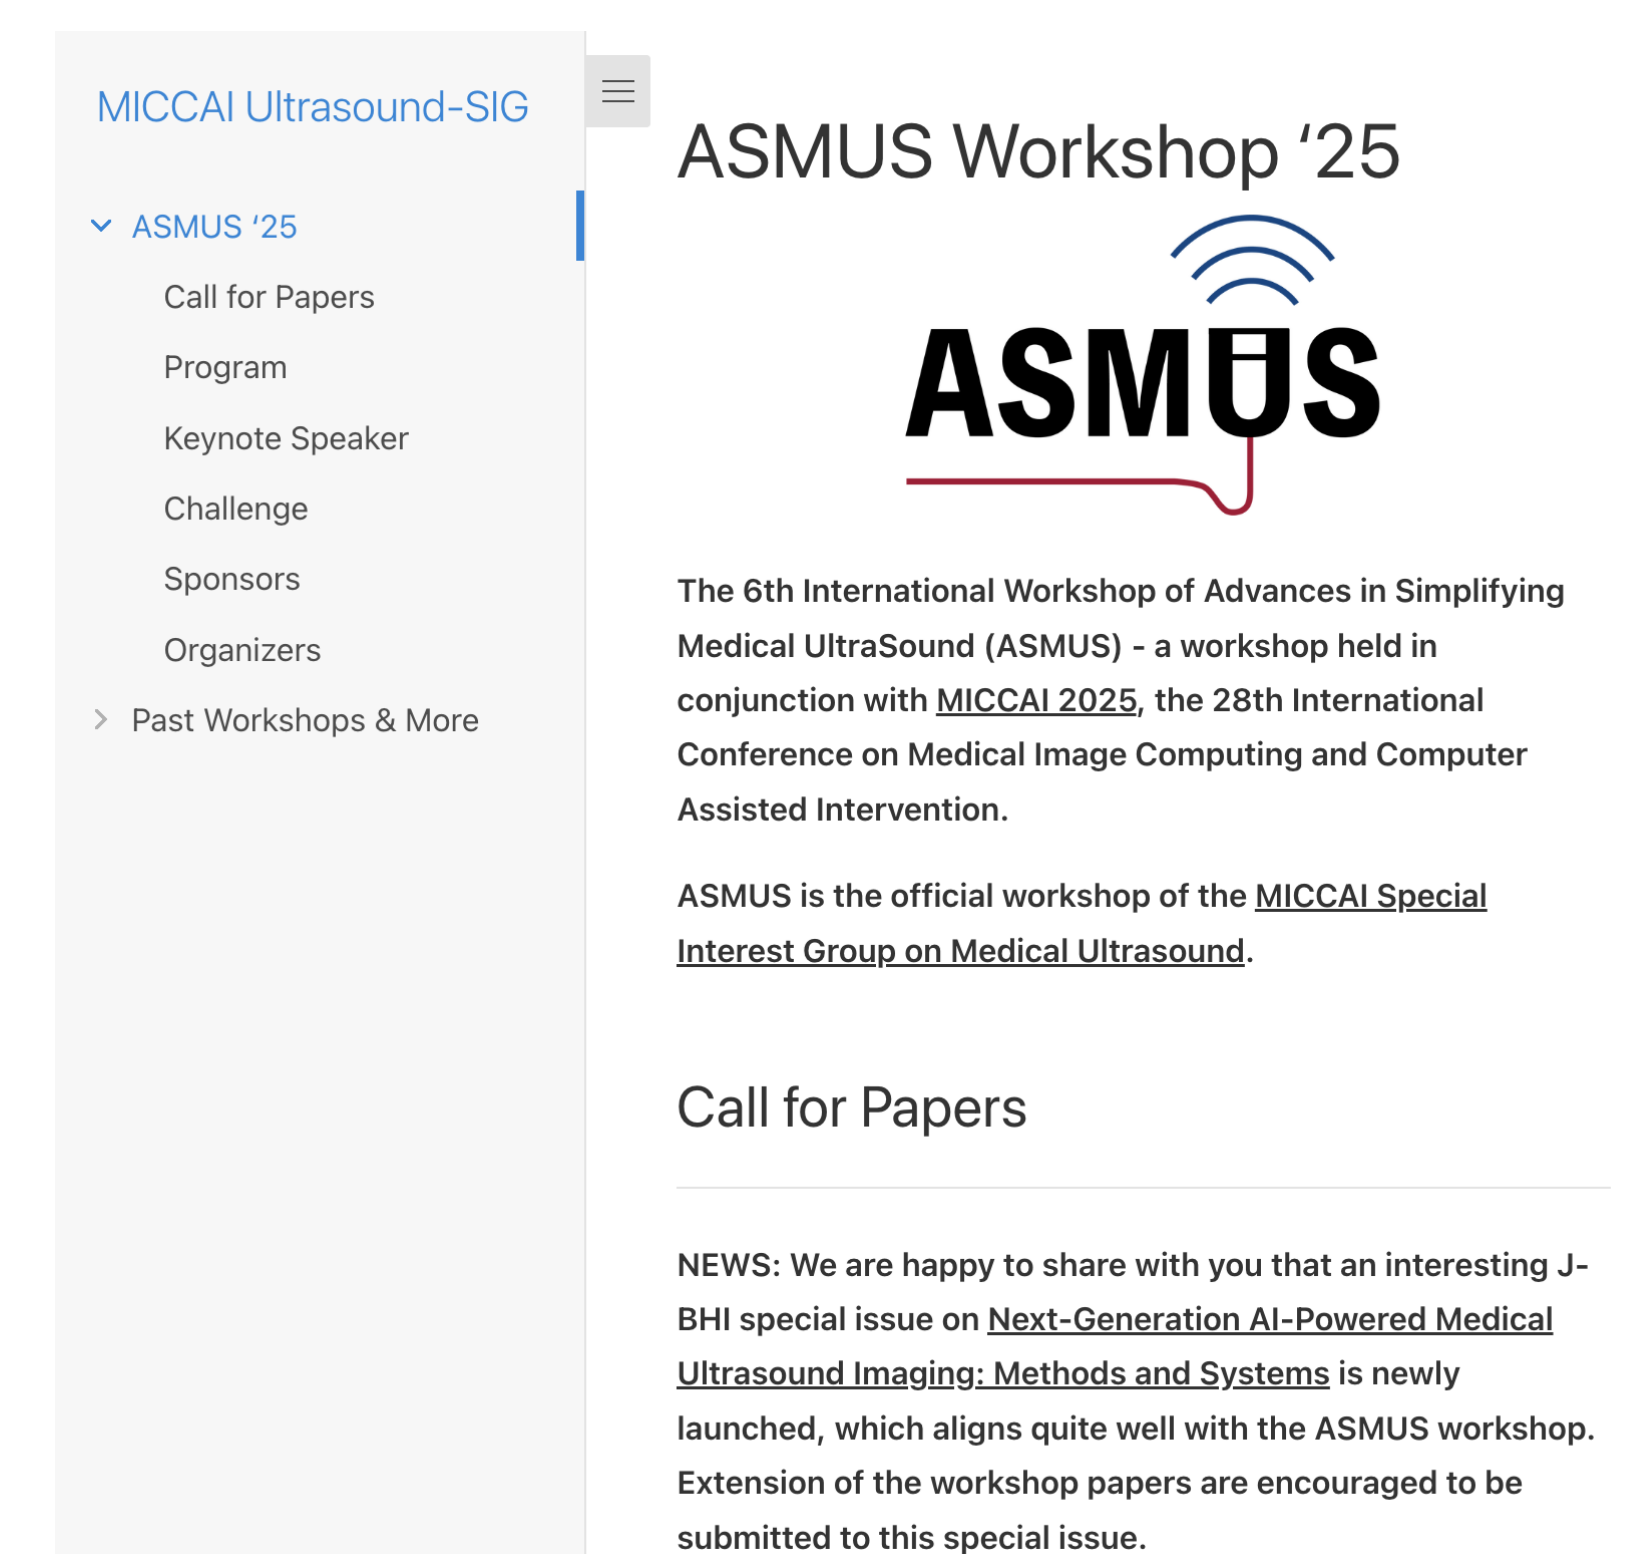 MICCAI Ultrasound-SIG
ASMUS ‘25
Call for Papers
Program
Keynote Speaker
Challenge
Sponsors
Organizers
Past Workshops & More
ASMUS Workshop ‘25
ASMUS
The 6th International Workshop of Advances in Simplifying
Medical UltraSound (ASMUS) - a workshop held in
conjunction with MICCAI 2025, the 28th International
Conference on Medical Image Computing and Computer
Assisted Intervention.
ASMUS is the official workshop of the MICCAI Special
Interest Group on Medical Ultrasound.
Call for Papers
NEWS: We are happy to share with you that an interesting J-
BHI special issue on Next-Generation AI-Powered Medical
Ultrasound Imaging: Methods and Systems is newly
launched, which aligns quite well with the ASMUS workshop.
Extension of the workshop papers are encouraged to be
submitted to this special issue.